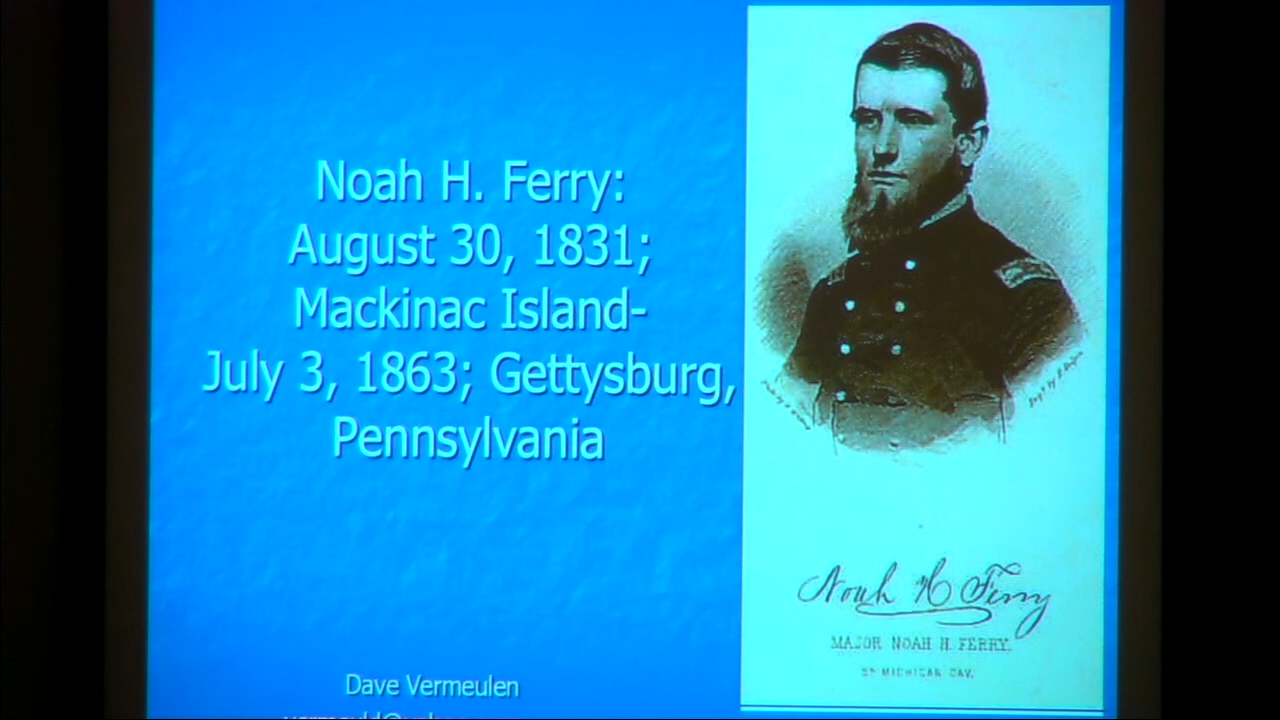 Noah H. Ferry:
August 30, 1831;
Mackinac Island-
July 3, 1863; Gettysburg,
Pennsylvania
Dave Vermeulen
Noah H Ferry
MAJOR NOAH H. FERRY.
5th MICHIGAN CAV.